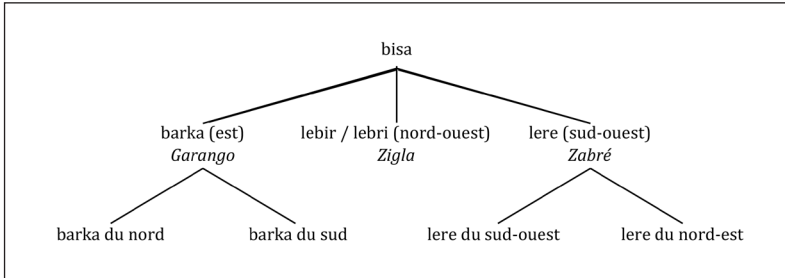 bisa
barka (est) lebir / lebri (nord-ouest) lere (sud-ouest)
Garango Zigla Zabré
barka du nord barka du sud lere du sud-ouest lere du nord-est